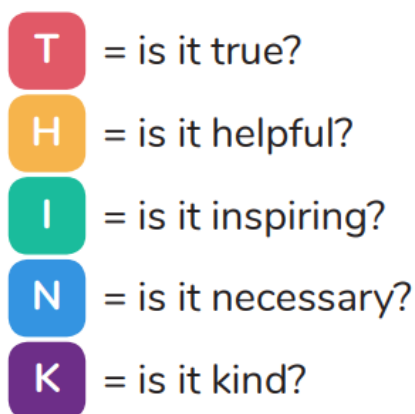 T = is it true?
H = is it helpful?
I = is it inspiring?
N = is it necessary?
K = is it kind?